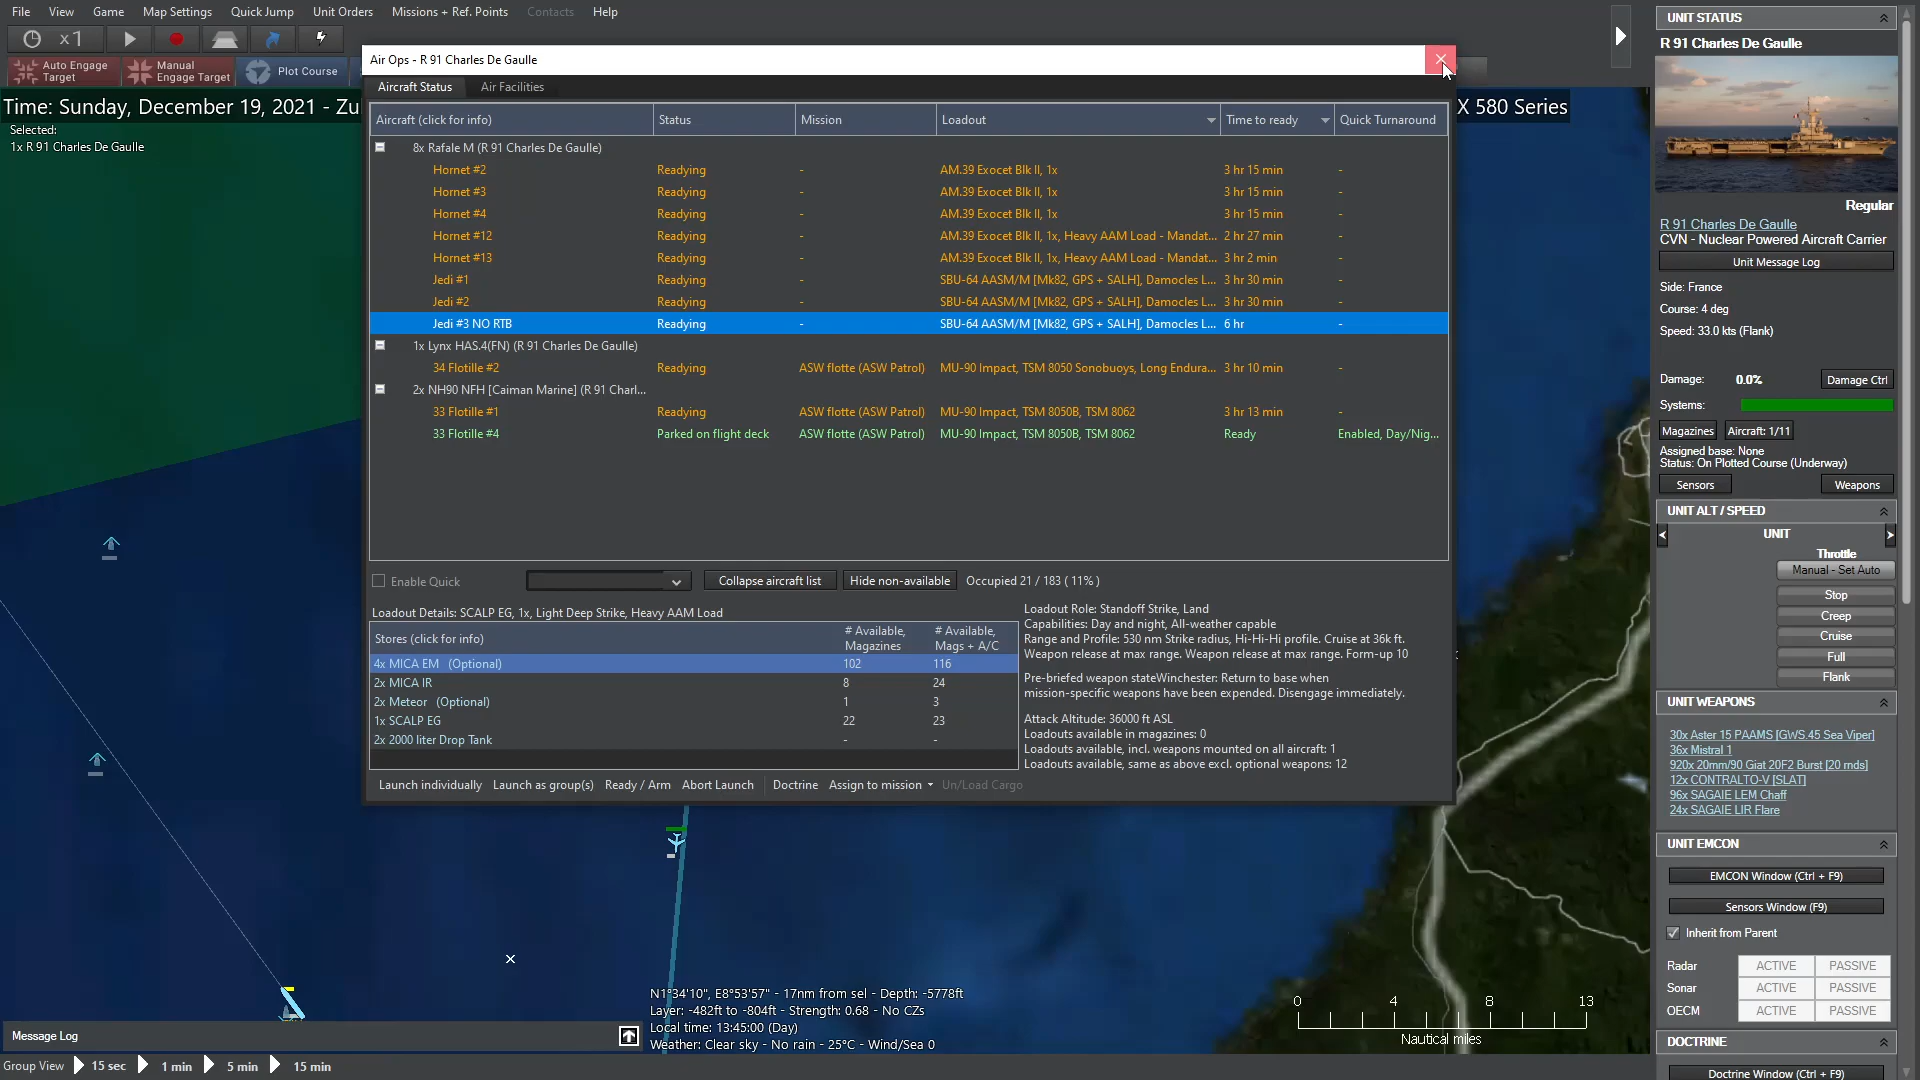 File View Game Map Settings Quick Jump Unit Orders Missions + Ref. Points Contacts Help
x1
Auto Engage Target
Manual Engage Target
Plot Course
Time: Sunday, December 19, 2021 - Zu
X 580 Series
Selected:
1x R 91 Charles De Gaulle
Air Ops - R 91 Charles De Gaulle
Aircraft Status Air Facilities
Aircraft (click for info) Status Mission Loadout Time to ready Quick Turnaround
8x Rafale M (R 91 Charles De Gaulle)
Hornet #2 Readying - AM.39 Exocet Blk II, 1x 3 hr 15 min -
Hornet #3 Readying - AM.39 Exocet Blk II, 1x 3 hr 15 min -
Hornet #4 Readying - AM.39 Exocet Blk II, 1x 3 hr 15 min -
Hornet #12 Readying - AM.39 Exocet Blk II, 1x, Heavy AAM Load - Mandat... 2 hr 27 min -
Hornet #13 Readying - AM.39 Exocet Blk II, 1x, Heavy AAM Load - Mandat... 3 hr 2 min -
Jedi #1 Readying - SBU-64 AASM/M [Mk82, GPS + SALH], Damocles L... 3 hr 30 min -
Jedi #2 Readying - SBU-64 AASM/M [Mk82, GPS + SALH], Damocles L... 3 hr 30 min -
Jedi #3 NO RTB Readying - SBU-64 AASM/M [Mk82, GPS + SALH], Damocles L... 6 hr -
1x Lynx HAS.4(FN) (R 91 Charles De Gaulle)
34 Flotille #2 Readying ASW flotte (ASW Patrol) MU-90 Impact, TSM 8050 Sonobuoys, Long Endura... 3 hr 10 min -
2x NH90 NFH [Caiman Marine] (R 91 Charl...
33 Flotille #1 Readying ASW flotte (ASW Patrol) MU-90 Impact, TSM 8050B, TSM 8062 3 hr 13 min -
33 Flotille #4 Parked on flight deck ASW flotte (ASW Patrol) MU-90 Impact, TSM 8050B, TSM 8062 Ready Enabled, Day/Nig...
Enable Quick Collapse aircraft list Hide non-available Occupied 21 / 183 ( 11% )
Loadout Details: SCALP EG, 1x, Light Deep Strike, Heavy AAM Load
Stores (click for info) # Available, Magazines # Available, Mags + A/C
4x MICA EM (Optional) 102 116
2x MICA IR 8 24
2x Meteor (Optional) 1 3
1x SCALP EG 22 23
2x 2000 liter Drop Tank - -
Loadout Role: Standoff Strike, Land
Capabilities: Day and night, All-weather capable
Range and Profile: 530 nm Strike radius, Hi-Hi-Hi profile. Cruise at 36k ft.
Weapon release at max range. Weapon release at max range. Form-up 10
Pre-briefed weapon stateWinchester: Return to base when
mission-specific weapons have been expended. Disengage immediately.
Attack Altitude: 36000 ft ASL
Loadouts available in magazines: 0
Loadouts available, incl. weapons mounted on all aircraft: 1
Loadouts available, same as above excl. optional weapons: 12
Launch individually Launch as group(s) Ready / Arm Abort Launch Doctrine Assign to mission Un/Load Cargo
N1°34'10", E8°53'57" - 17nm from sel - Depth: -5778ft
Layer: -482ft to -804ft - Strength: 0.68 - No CZs
Local time: 13:45:00 (Day)
Weather: Clear sky - No rain - 25°C - Wind/Sea 0
0 4 8 13
Nautical miles
Message Log
Group View 15 sec 1 min 5 min 15 min
UNIT STATUS
R 91 Charles De Gaulle
Regular
R 91 Charles De Gaulle
CVN - Nuclear Powered Aircraft Carrier
Unit Message Log
Side: France
Course: 4 deg
Speed: 33.0 kts (Flank)
Damage: 0.0% Damage Ctrl
Systems:
Magazines Aircraft: 1/11
Assigned base: None
Status: On Plotted Course (Underway)
Sensors Weapons
UNIT ALT / SPEED
UNIT
Throttle
Manual - Set Auto
Stop
Creep
Cruise
Full
Flank
UNIT WEAPONS
30x Aster 15 PAAMS [GWS.45 Sea Viper]
36x Mistral 1
920x 20mm/90 Giat 20F2 Burst [20 mds]
12x CONTRALTO-V [SLAT]
96x SAGAIE LEM Chaff
24x SAGAIE LIR Flare
UNIT EMCON
EMCON Window (Ctrl + F9)
Sensors Window (F9)
Inherit from Parent
Radar ACTIVE PASSIVE
Sonar ACTIVE PASSIVE
OECM ACTIVE PASSIVE
DOCTRINE
Doctrine Window (Ctrl + F9)